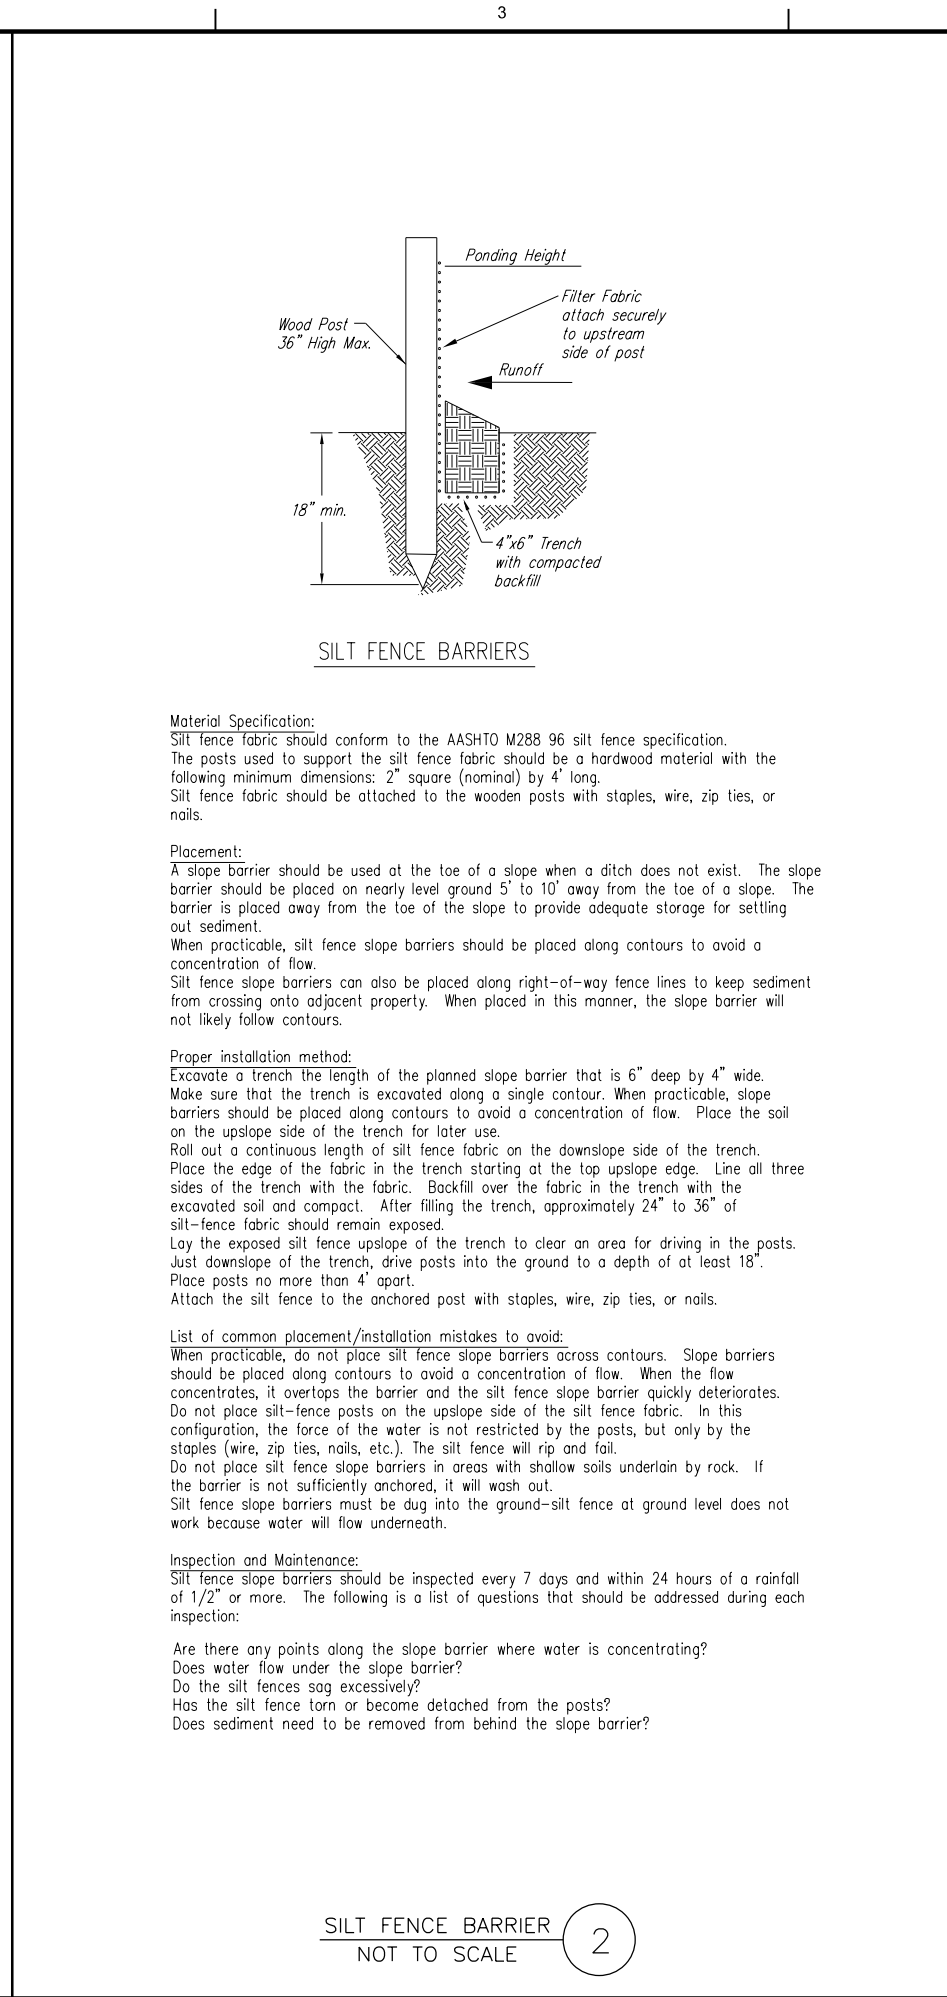 3
Ponding Height
Filter Fabric
attach securely
to upstream
side of post
Wood Post
36" High Max.
Runoff
18" min.
4"x6" Trench
with compacted
backfill
SILT FENCE BARRIERS
Material Specification:
Silt fence fabric should conform to the AASHTO M288 96 silt fence specification.
The posts used to support the silt fence fabric should be a hardwood material with the
following minimum dimensions: 2" square (nominal) by 4' long.
Silt fence fabric should be attached to the wooden posts with staples, wire, zip ties, or
nails.
Placement:
A slope barrier should be used at the toe of a slope when a ditch does not exist. The slope
barrier should be placed on nearly level ground 5' to 10' away from the toe of a slope. The
barrier is placed away from the toe of the slope to provide adequate storage for settling
out sediment.
When practicable, silt fence slope barriers should be placed along contours to avoid a
concentration of flow.
Silt fence slope barriers can also be placed along right-of-way fence lines to keep sediment
from crossing onto adjacent property. When placed in this manner, the slope barrier will
not likely follow contours.
Proper installation method:
Excavate a trench the length of the planned slope barrier that is 6" deep by 4" wide.
Make sure that the trench is excavated along a single contour. When practicable, slope
barriers should be placed along contours to avoid a concentration of flow. Place the soil
on the upslope side of the trench for later use.
Roll out a continuous length of silt fence fabric on the downslope side of the trench.
Place the edge of the fabric in the trench starting at the top upslope edge. Line all three
sides of the trench with the fabric. Backfill over the fabric in the trench with the
excavated soil and compact. After filling the trench, approximately 24" to 36" of
silt-fence fabric should remain exposed.
Lay the exposed silt fence upslope of the trench to clear an area for driving in the posts.
Just downslope of the trench, drive posts into the ground to a depth of at least 18".
Place posts no more than 4' apart.
Attach the silt fence to the anchored post with staples, wire, zip ties, or nails.
List of common placement/installation mistakes to avoid:
When practicable, do not place silt fence slope barriers across contours. Slope barriers
should be placed along contours to avoid a concentration of flow. When the flow
concentrates, it overtops the barrier and the silt fence slope barrier quickly deteriorates.
Do not place silt-fence posts on the upslope side of the silt fence fabric. In this
configuration, the force of the water is not restricted by the posts, but only by the
staples (wire, zip ties, nails, etc.). The silt fence will rip and fail.
Do not place silt fence slope barriers in areas with shallow soils underlain by rock. If
the barrier is not sufficiently anchored, it will wash out.
Silt fence slope barriers must be dug into the ground-silt fence at ground level does not
work because water will flow underneath.
Inspection and Maintenance:
Silt fence slope barriers should be inspected every 7 days and within 24 hours of a rainfall
of 1/2" or more. The following is a list of questions that should be addressed during each
inspection:
Are there any points along the slope barrier where water is concentrating?
Does water flow under the slope barrier?
Do the silt fences sag excessively?
Has the silt fence torn or become detached from the posts?
Does sediment need to be removed from behind the slope barrier?
SILT FENCE BARRIER
NOT TO SCALE
2